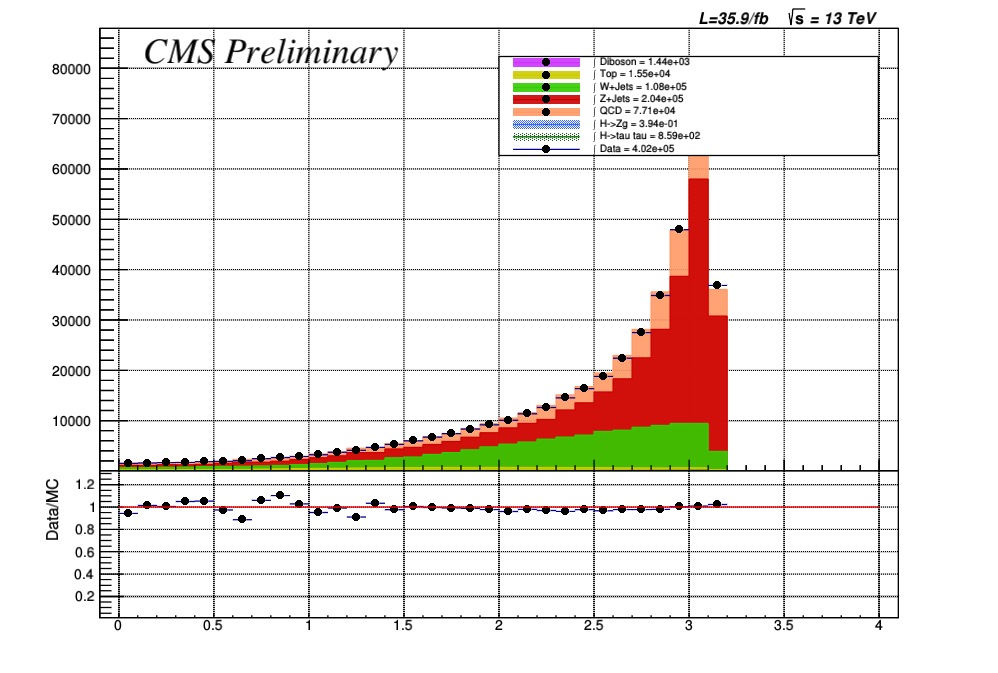 L=35.9/fb √s = 13 TeV
CMS Preliminary
Diboson = 1.44e+03
Top = 1.55e+04
W+Jets = 1.08e+05
Z+Jets = 2.04e+05
QCD = 7.71e+04
H->Zg = 3.94e-01
H->tau tau = 8.59e+02
Data = 4.02e+05
80000
70000
60000
50000
40000
30000
20000
10000
Data/MC
1.2
1
0.8
0.6
0.4
0.2
0 0.5 1 1.5 2 2.5 3 3.5 4